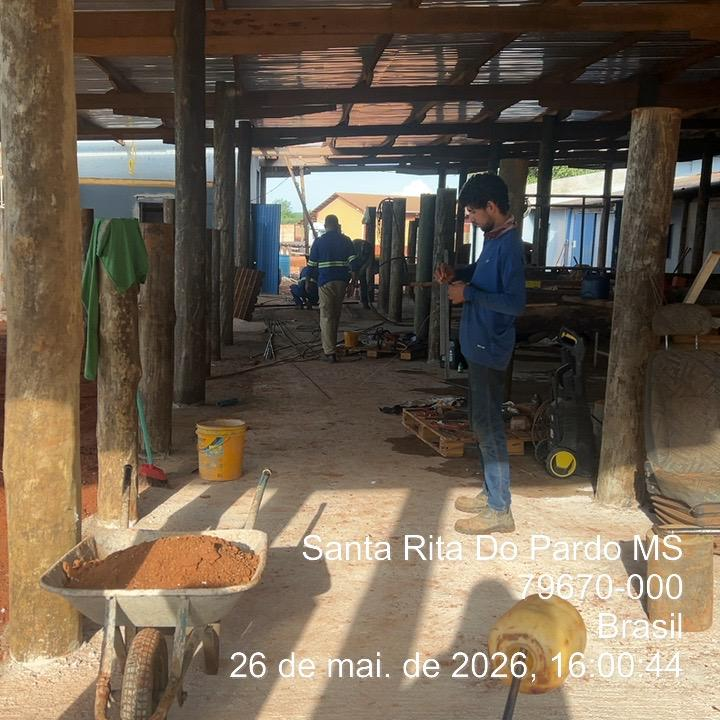 Santa Rita Do Pardo MS
79670-000
Brasil
26 de mai. de 2026, 16:00:44